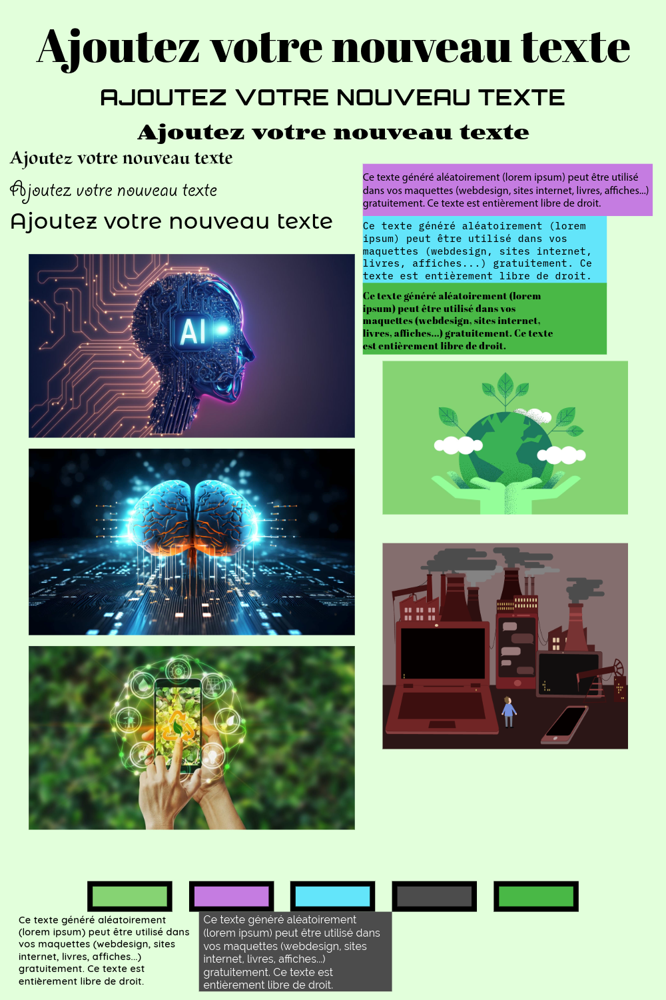 Ajoutez votre nouveau texte
AJOUTEZ VOTRE NOUVEAU TEXTE
Ajoutez votre nouveau texte
Ajoutez votre nouveau texte
Ajoutez votre nouveau texte
Ajoutez votre nouveau texte
Ce texte généré aléatoirement (lorem ipsum) peut être utilisé
dans vos maquettes (webdesign, sites internet, livres, affiches...)
gratuitement. Ce texte est entièrement libre de droit.
Ce texte généré aléatoirement (lorem
ipsum) peut être utilisé dans vos
maquettes (webdesign, sites internet,
livres, affiches...) gratuitement. Ce
texte est entièrement libre de droit.
Ce texte généré aléatoirement (lorem
ipsum) peut être utilisé dans vos
maquettes (webdesign, sites internet,
livres, affiches...) gratuitement. Ce texte
est entièrement libre de droit.
AI
Ce texte généré aléatoirement
(lorem ipsum) peut être utilisé dans
vos maquettes (webdesign, sites
internet, livres, affiches...)
gratuitement. Ce texte est
entièrement libre de droit.
Ce texte généré aléatoirement
(lorem ipsum) peut être utilisé dans
vos maquettes (webdesign, sites
internet, livres, affiches...)
gratuitement. Ce texte est
entièrement libre de droit.